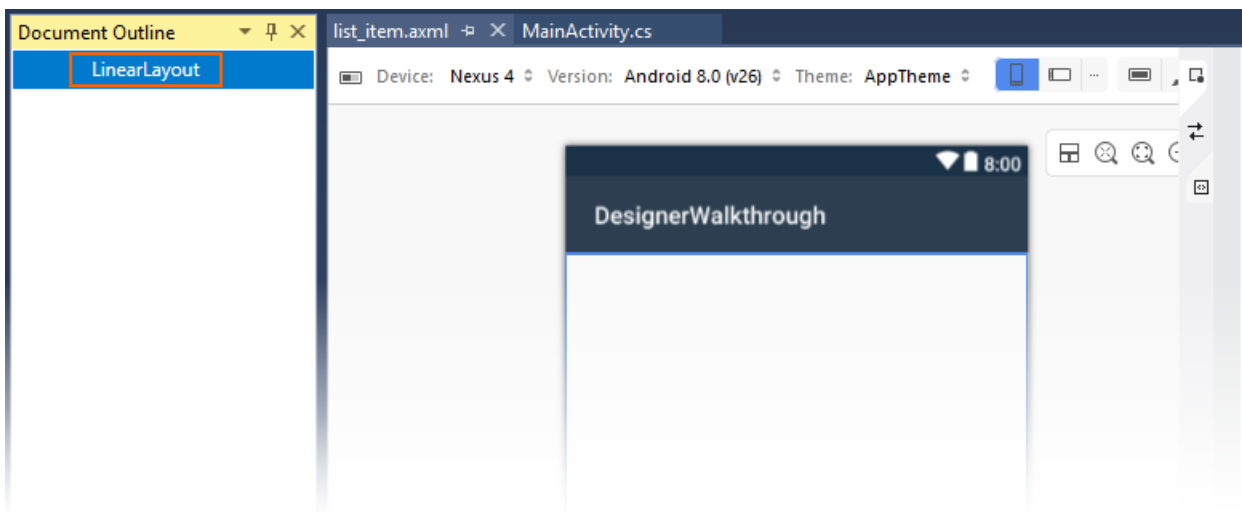 Document Outline
LinearLayout
list_item.axml MainActivity.cs
Device: Nexus 4 Version: Android 8.0 (v26) Theme: AppTheme ...
8:00
DesignerWalkthrough